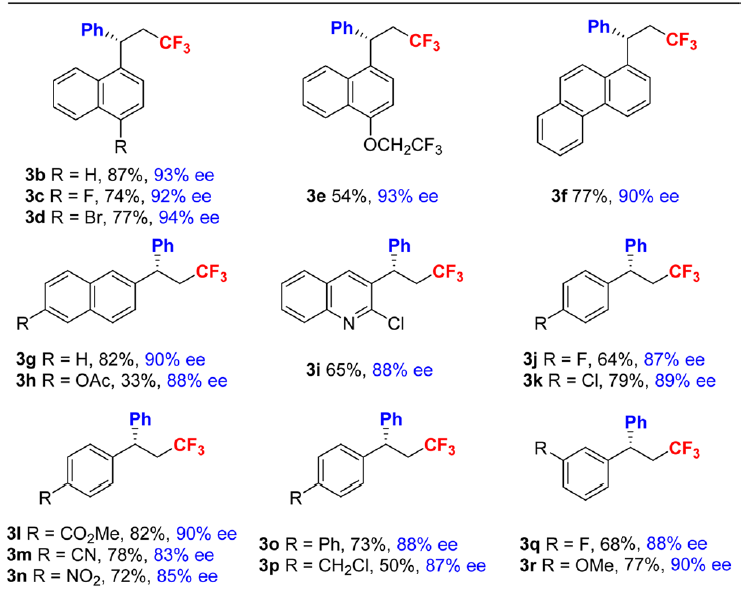 Ph
CF3
R
3b R = H, 87%, 93% ee
3c R = F, 74%, 92% ee
3d R = Br, 77%, 94% ee
Ph
CF3
OCH2CF3
3e 54%, 93% ee
Ph
CF3
3f 77%, 90% ee
Ph
CF3
R
3g R = H, 82%, 90% ee
3h R = OAc, 33%, 88% ee
Ph
CF3
N Cl
3i 65%, 88% ee
Ph
CF3
R
3j R = F, 64%, 87% ee
3k R = Cl, 79%, 89% ee
Ph
CF3
R
3l R = CO2Me, 82%, 90% ee
3m R = CN, 78%, 83% ee
3n R = NO2, 72%, 85% ee
Ph
CF3
R
3o R = Ph, 73%, 88% ee
3p R = CH2Cl, 50%, 87% ee
Ph
R
CF3
3q R = F, 68%, 88% ee
3r R = OMe, 77%, 90% ee